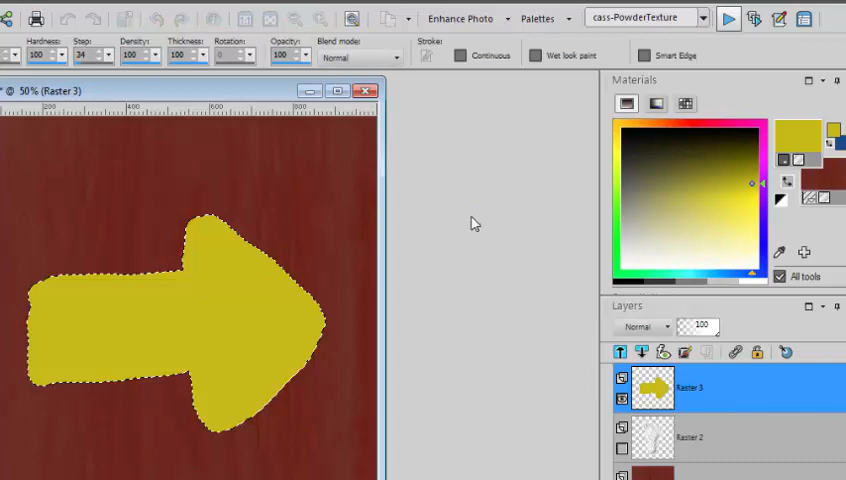 Enhance Photo
Palettes
cass-PowderTexture
Hardness: Step: Density: Thickness: Rotation: Opacity: Blend mode: Stroke:
100 34 100 100 0 100 Normal Continuous Wet look paint Smart Edge
* @ 50% (Raster 3)
200 400 600 800
Materials
All tools
Layers
Normal 100
Raster 3
Raster 2